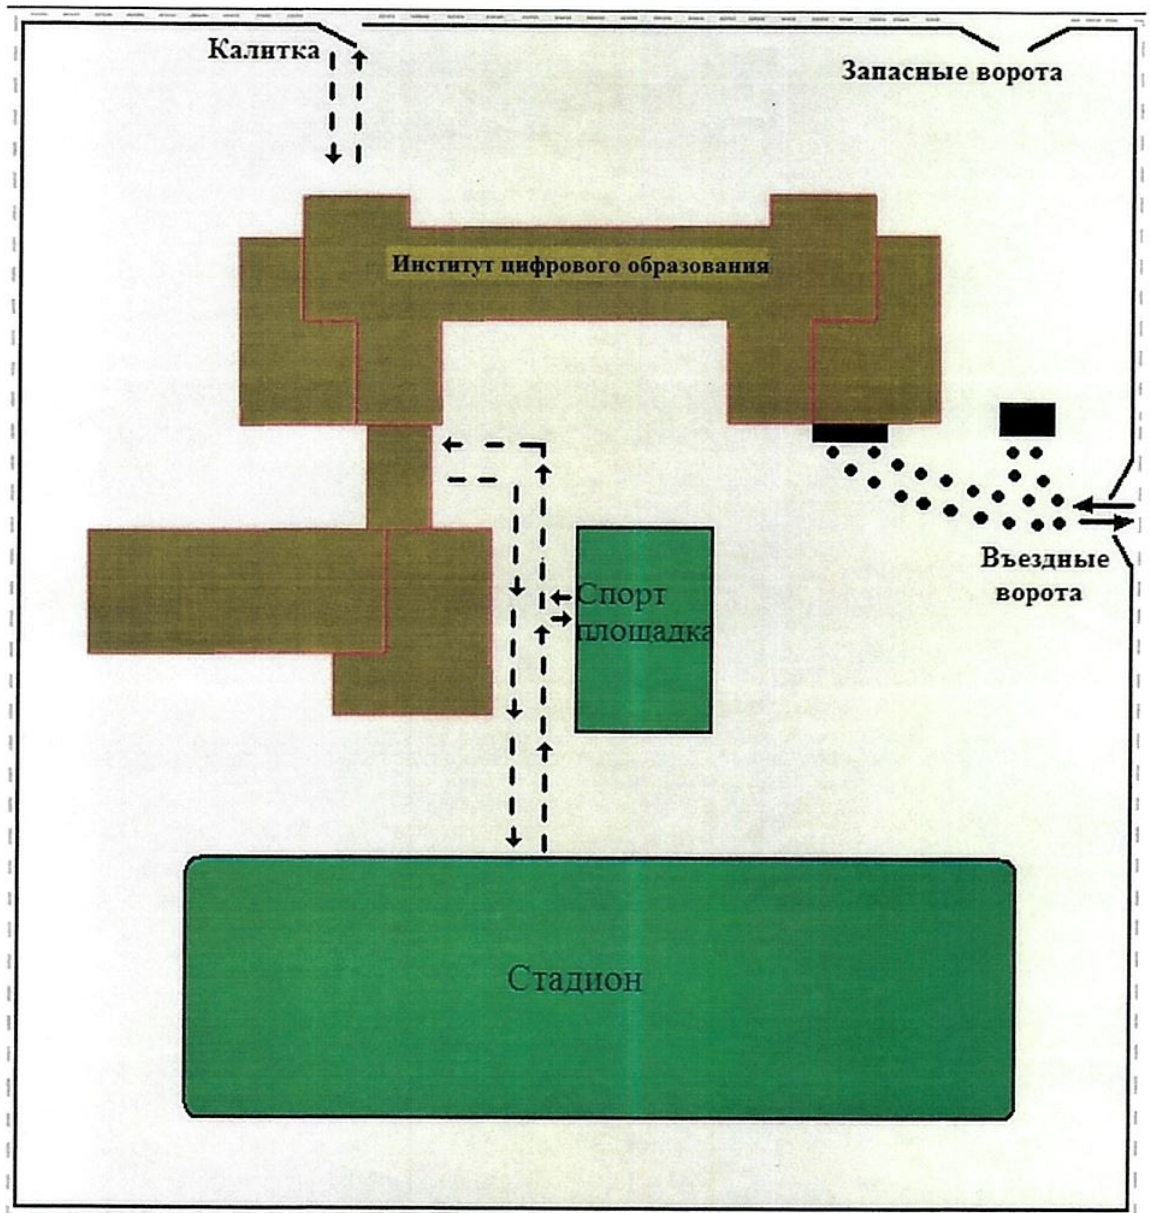 Калитка
Запасные ворота
Институт цифрового образования
Въездные
ворота
Спорт
площадка
Стадион